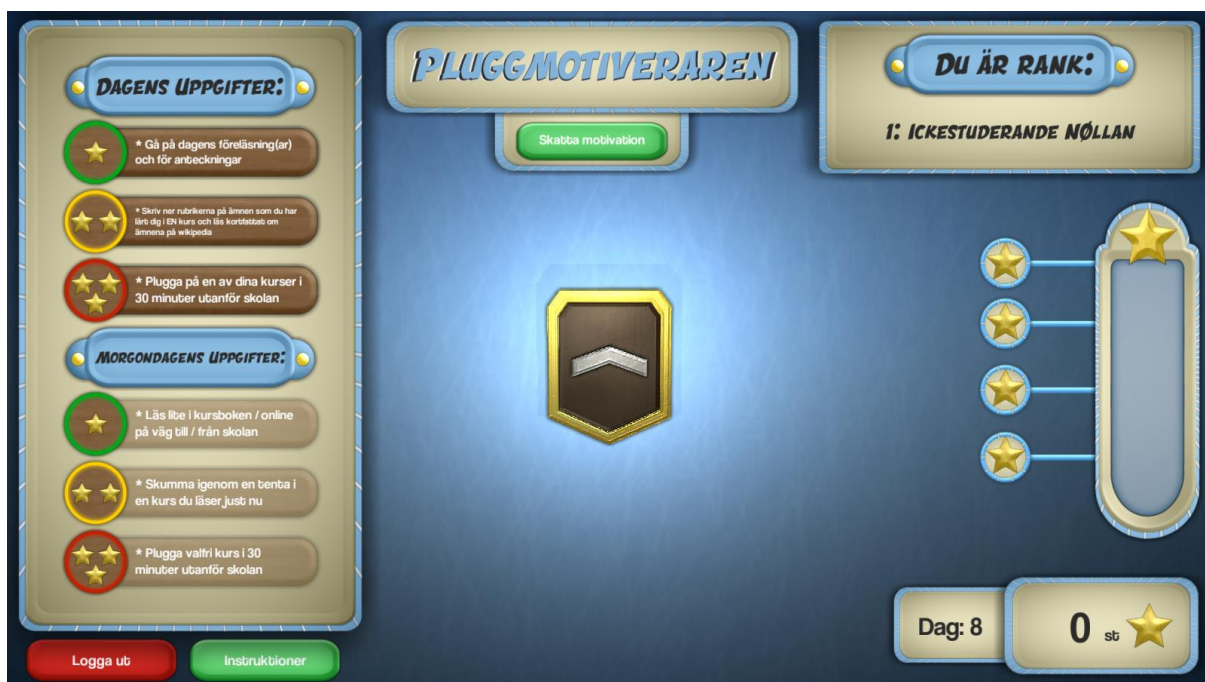 Dagens Uppgifter:
* Gå på dagens föreläsning(ar)
och för anteckningar
* Skriv ner rubrikerna på ämnen som du har
lärt dig i EN kurs och läs kortfattat om
ämnena på wikipedia
* Plugga på en av dina kurser i
30 minuter utanför skolan
Morgondagens Uppgifter:
* Läs lite i kursboken / online
på väg till / från skolan
* Skumma igenom en tenta i
en kurs du läser just nu
* Plugga valfri kurs i 30
minuter utanför skolan
Logga ut
Instruktioner
Pluggmotiveraren
Skatta motivation
Du är rank:
1: Ickestuderande Nøllan
Dag: 8
0 st